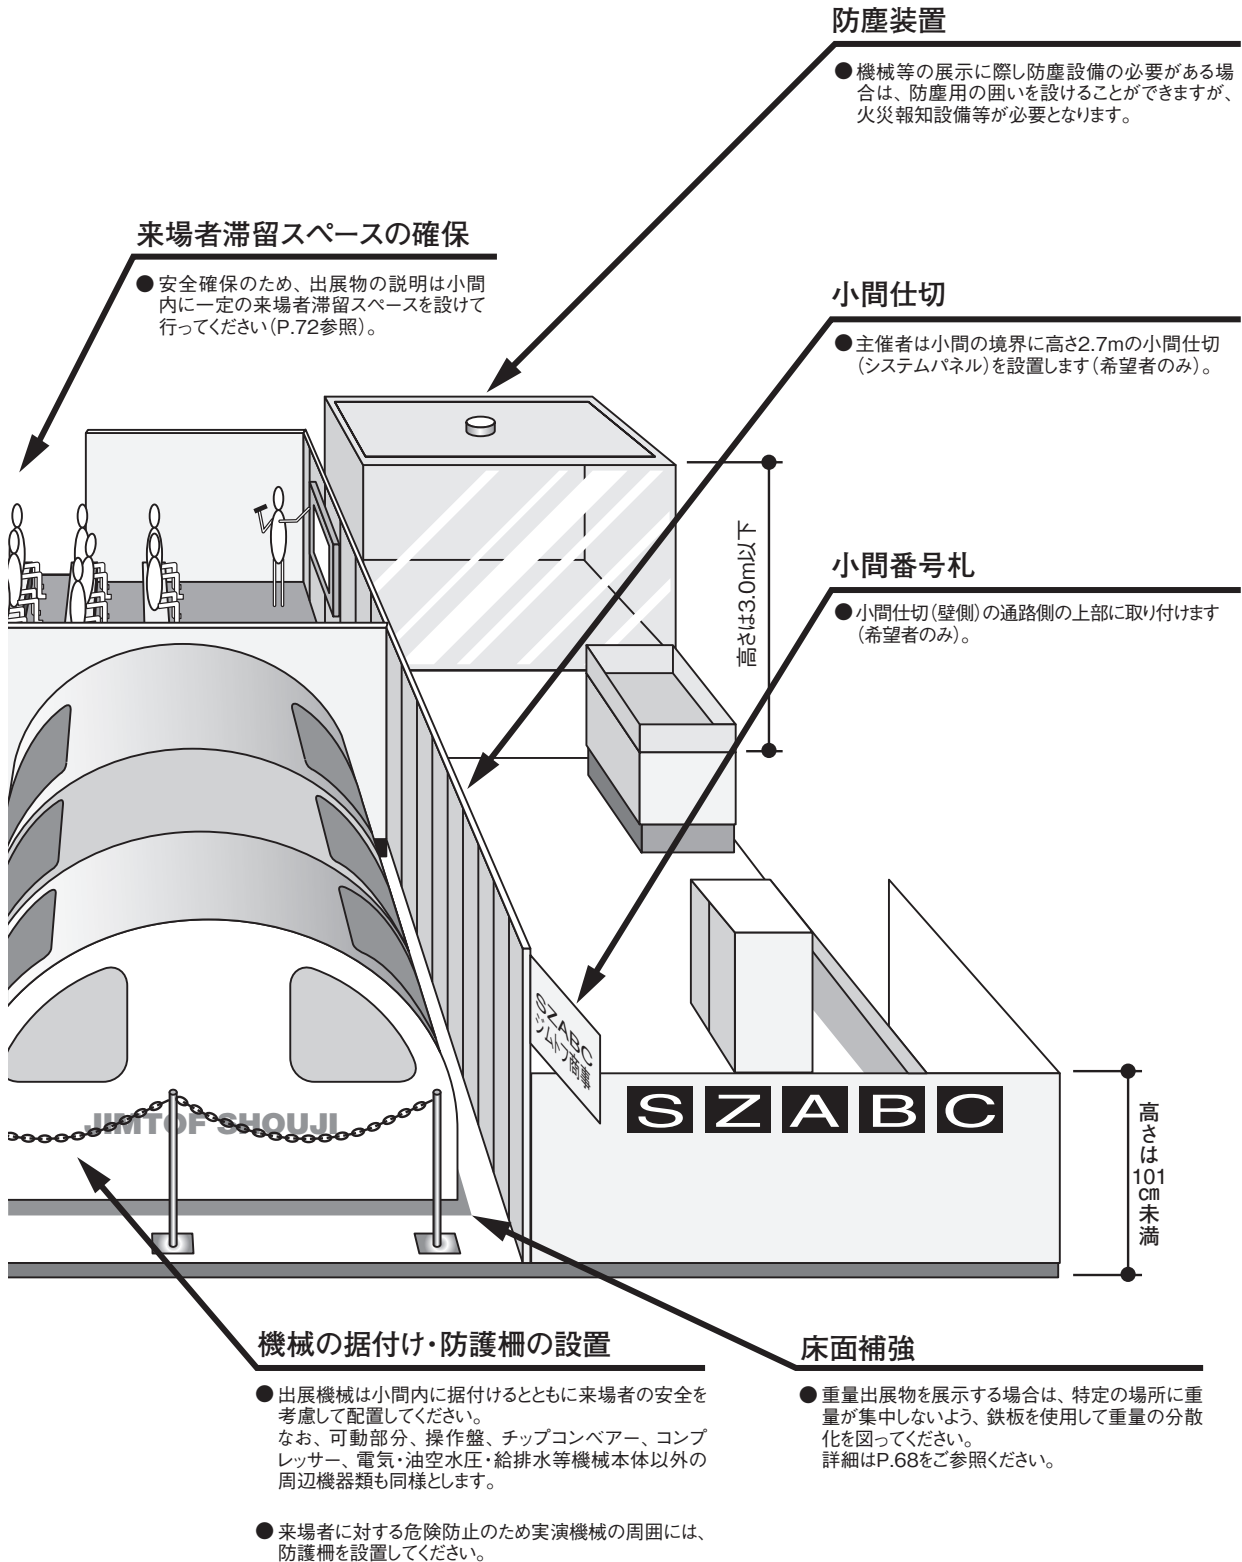 防塵装置
● 機械等の展示に際し防塵設備の必要がある場
合は、防塵用の囲いを設けることができますが、
火災報知設備等が必要となります。
来場者滞留スペースの確保
● 安全確保のため、出展物の説明は小間
内に一定の来場者滞留スペースを設けて
行ってください（P.72参照）。
小間仕切
● 主催者は小間の境界に高さ2.7mの小間仕切
（システムパネル）を設置します（希望者のみ）。
高さは3.0m以下
小間番号札
● 小間仕切（壁側）の通路側の上部に取り付けます
（希望者のみ）。
SZABC
ジムトフ商事
SZABC
JIMTOF SHOUJI
高さは101cm未満
機械の据付け・防護柵の設置
● 出展機械は小間内に据付けるとともに来場者の安全を
考慮して配置してください。
なお、可動部分、操作盤、チップコンベアー、コンプ
レッサー、電気・油空水圧・給排水等機械本体以外の
周辺機器類も同様とします。
● 来場者に対する危険防止のため実演機械の周囲には、
防護柵を設置してください。
床面補強
● 重量出展物を展示する場合は、特定の場所に重
量が集中しないよう、鉄板を使用して重量の分散
化を図ってください。
詳細はP.68をご参照ください。